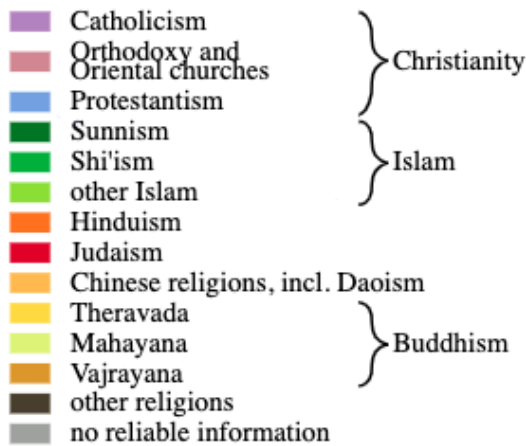 Catholicism
Orthodoxy and
Oriental churches
Protestantism
Christianity
Sunnism
Shi'ism
other Islam
Islam
Hinduism
Judaism
Chinese religions, incl. Daoism
Theravada
Mahayana
Vajrayana
Buddhism
other religions
no reliable information